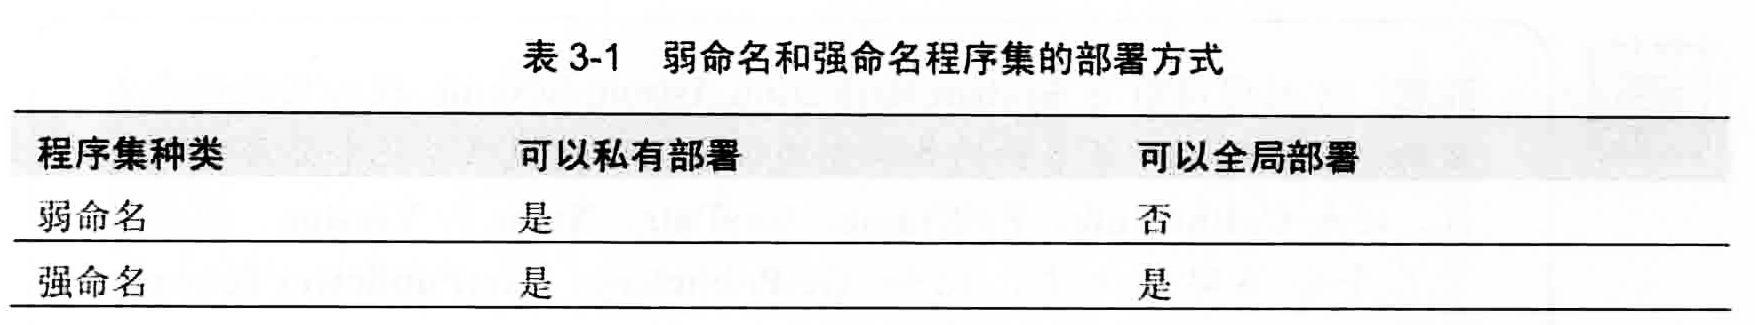 表 3-1 弱命名和强命名程序集的部署方式
程序集种类 可以私有部署 可以全局部署
弱命名 是 否
强命名 是 是